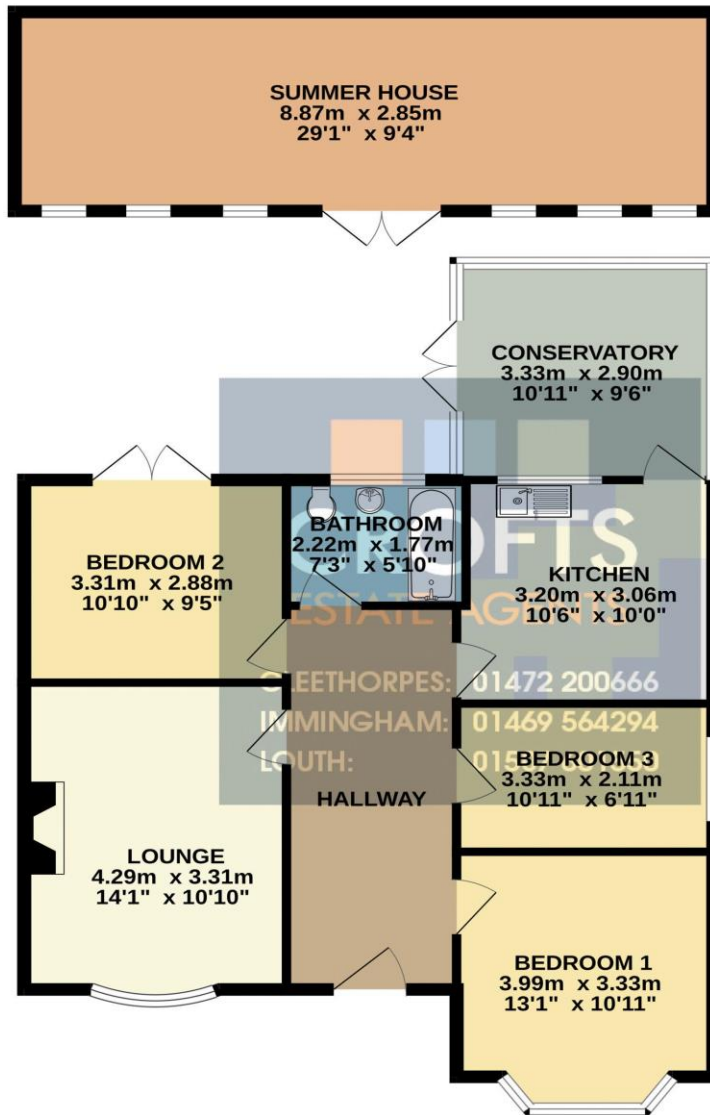 SUMMER HOUSE
8.87m x 2.85m
29'1" x 9'4"
CONSERVATORY
3.33m x 2.90m
10'11" x 9'6"
BATHROOM
2.22m x 1.77m
7'3" x 5'10"
BEDROOM 2
3.31m x 2.88m
10'10" x 9'5"
KITCHEN
3.20m x 3.06m
10'6" x 10'0"
CROFTS
ESTATE AGENTS
CLEETHORPES: 01472 200666
IMMINGHAM: 01469 564294
LOUTH:
BEDROOM 3
3.33m x 2.11m
10'11" x 6'11"
HALLWAY
LOUNGE
4.29m x 3.31m
14'1" x 10'10"
BEDROOM 1
3.99m x 3.33m
13'1" x 10'11"